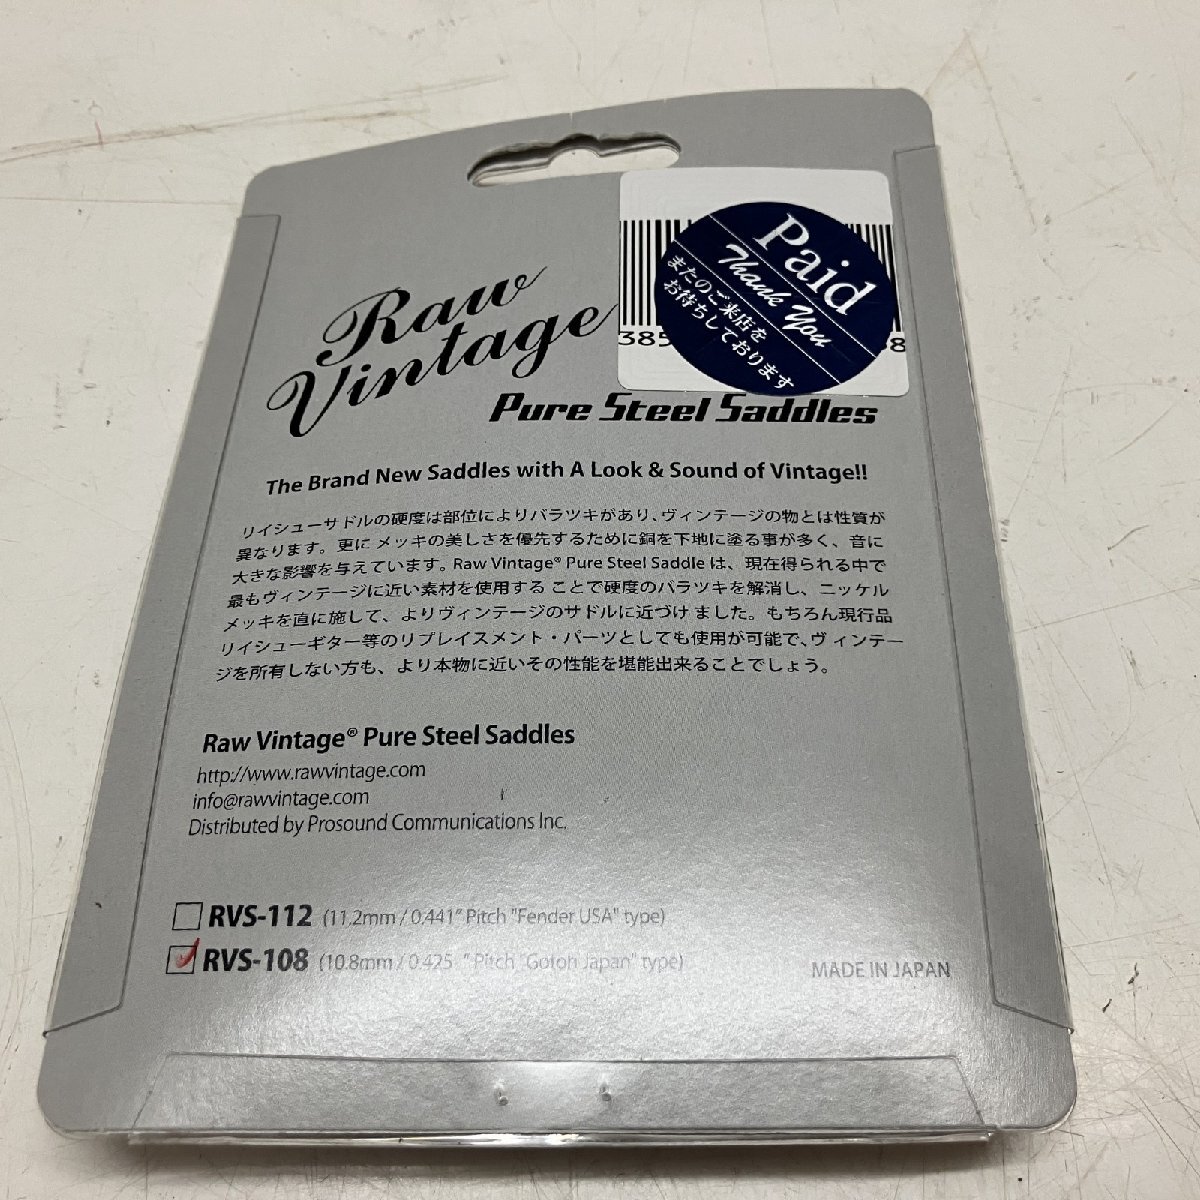 Paid
Thank You
またのご来店を
お待ちしております
385
8
Raw
Vintage
Pure Steel Saddles
The Brand New Saddles with A Look & Sound of Vintage!!
リイシューサドルの硬度は部位によりバラツキがあり、ヴィンテージの物とは性質が
異なります。更に メッキの美しさを優先するために銅を下地に塗る事が多く、音に
大きな影響を与えています。Raw Vintage® Pure Steel Saddle は、現在得られる中で
最もヴィンテージに近い素材を使用する ことで硬度のバラツキを解消し、ニッケル
メッキを直に施して、よりヴィンテージのサドルに近づけ ました。もちろん現行品
リイシューギター等のリプレイスメント・パーツとしても使用が可能で、ヴィンテー
ジを所有しない方も、より本物に近いその性能を堪能出来ることでしょう。
Raw Vintage® Pure Steel Saddles
http://www.rawvintage.com
info@rawvintage.com
Distributed by Prosound Communications Inc.
RVS-112 (11.2mm / 0.441" Pitch "Fender USA" type)
RVS-108 (10.8mm / 0.425 " Pitch "Gotoh Japan" type)
MADE IN JAPAN